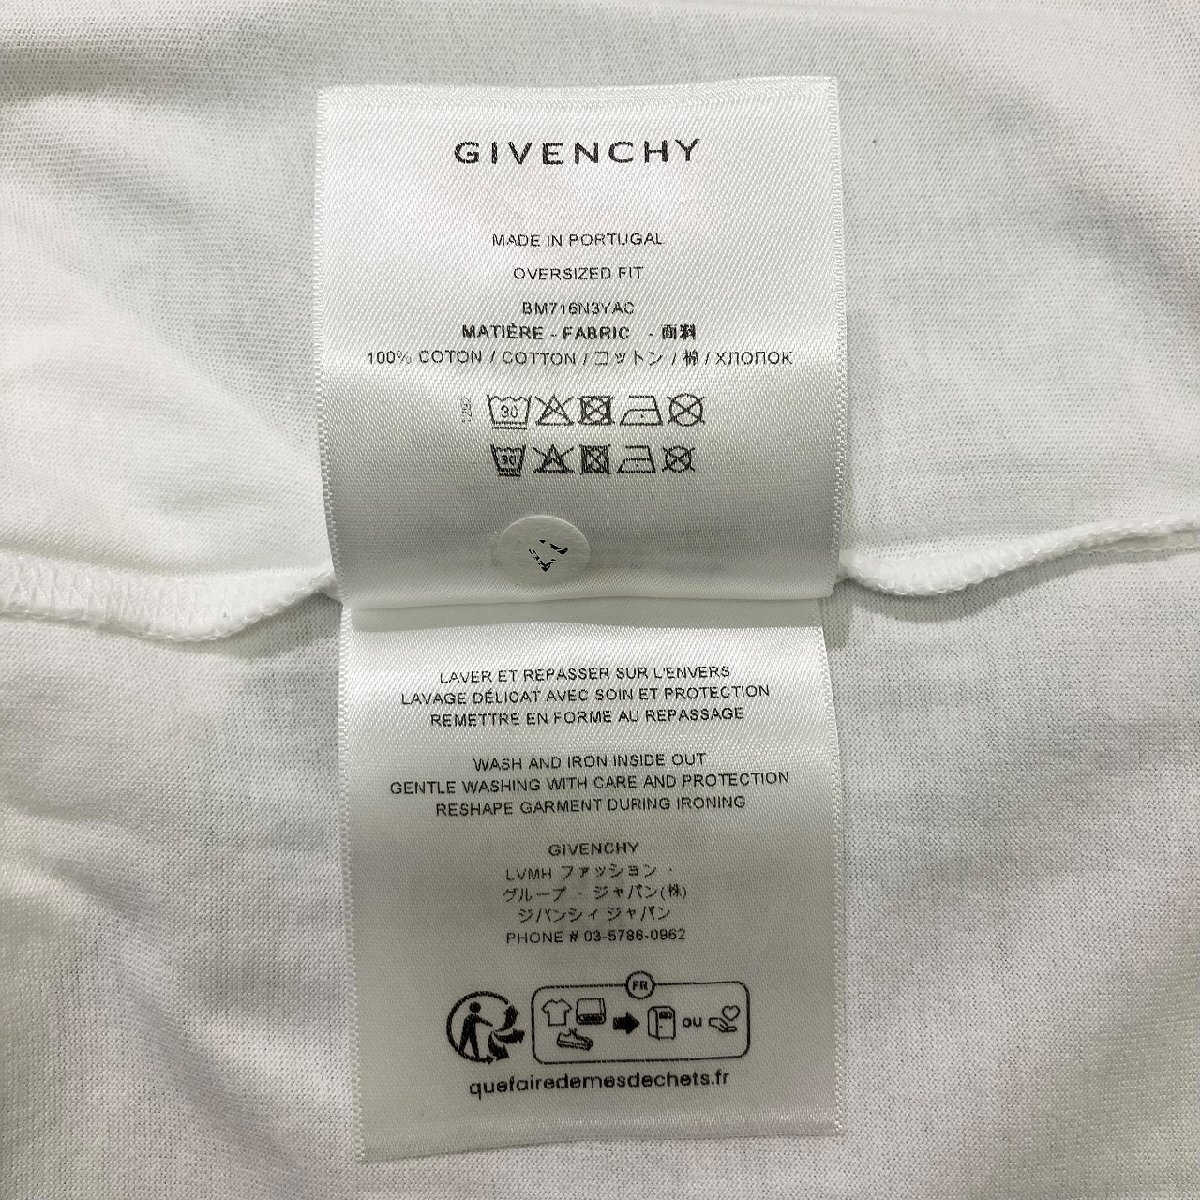 GIVENCHY
MADE IN PORTUGAL
OVERSIZED FIT
BM716N3YAC
MATIÈRE - FABRIC - 面料
100% COTON / COTTON / コットン / 棉 / ХЛОПОК
30
30
LAVER ET REPASSER SUR L'ENVERS
LAVAGE DÉLICAT AVEC SOIN ET PROTECTION
REMETTRE EN FORME AU REPASSAGE
WASH AND IRON INSIDE OUT
GENTLE WASHING WITH CARE AND PROTECTION
RESHAPE GARMENT DURING IRONING
GIVENCHY
LVMH ファッション ·
グループ - ジャパン(株)
ジバンシィ ジャパン
PHONE # 03-5786-0962
FR
OU
quefairedemesdechets.fr